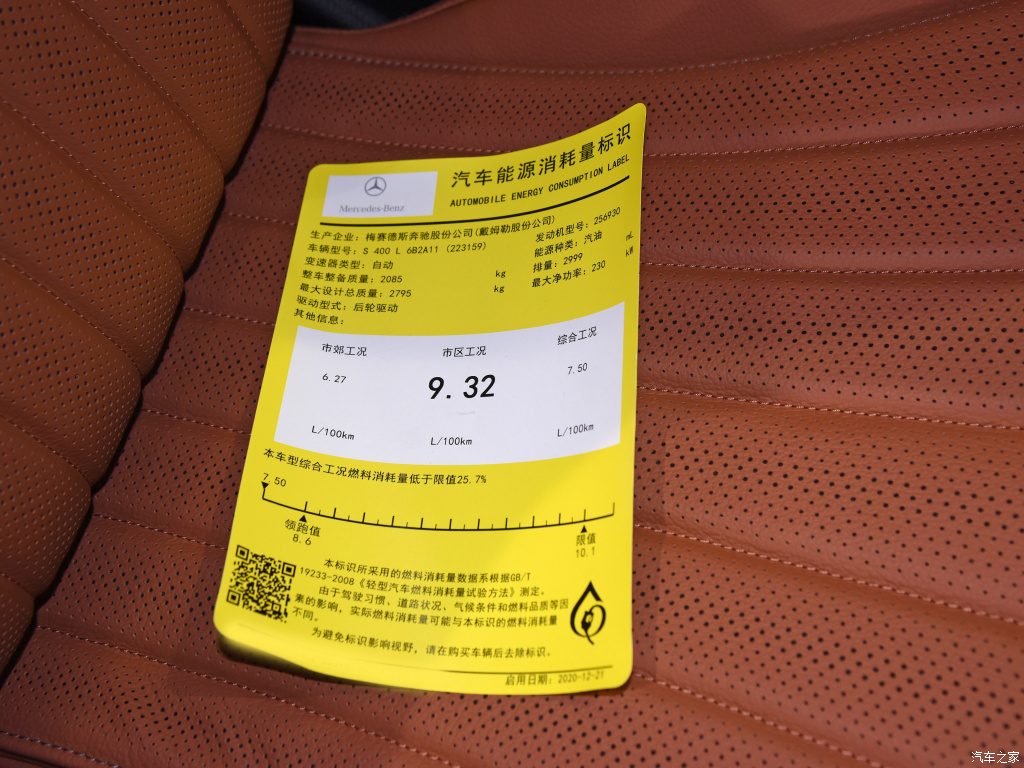 Mercedes-Benz
汽车能源消耗量标识
AUTOMOBILE ENERGY CONSUMPTION LABEL
生产企业：梅赛德斯奔驰股份公司(戴姆勒股份公司)
车辆型号：S 400 L 6B2A11 (223159)
发动机型号：256930
变速器类型：自动
能源种类：汽油
整车整备质量：2085 kg
排量：2999 mL
最大设计总质量：2795 kg
最大净功率：230 kW
驱动型式：后轮驱动
其他信息：
市郊工况 市区工况 综合工况
6.27 9.32 7.50
L/100km L/100km L/100km
本车型综合工况燃料消耗量低于限值25.7%
7.50
领跑值 限值
8.6 10.1
本标识所采用的燃料消耗量数据系根据GB/T
19233-2008《轻型汽车燃料消耗量试验方法》测定。
由于驾驶习惯、道路状况、气候条件和燃料品质等因
素的影响，实际燃料消耗量可能与本标识的燃料消耗量
不同。
为避免标识影响视野，请在购买车辆后去除标识。
启用日期：2020-12-21
汽车之家